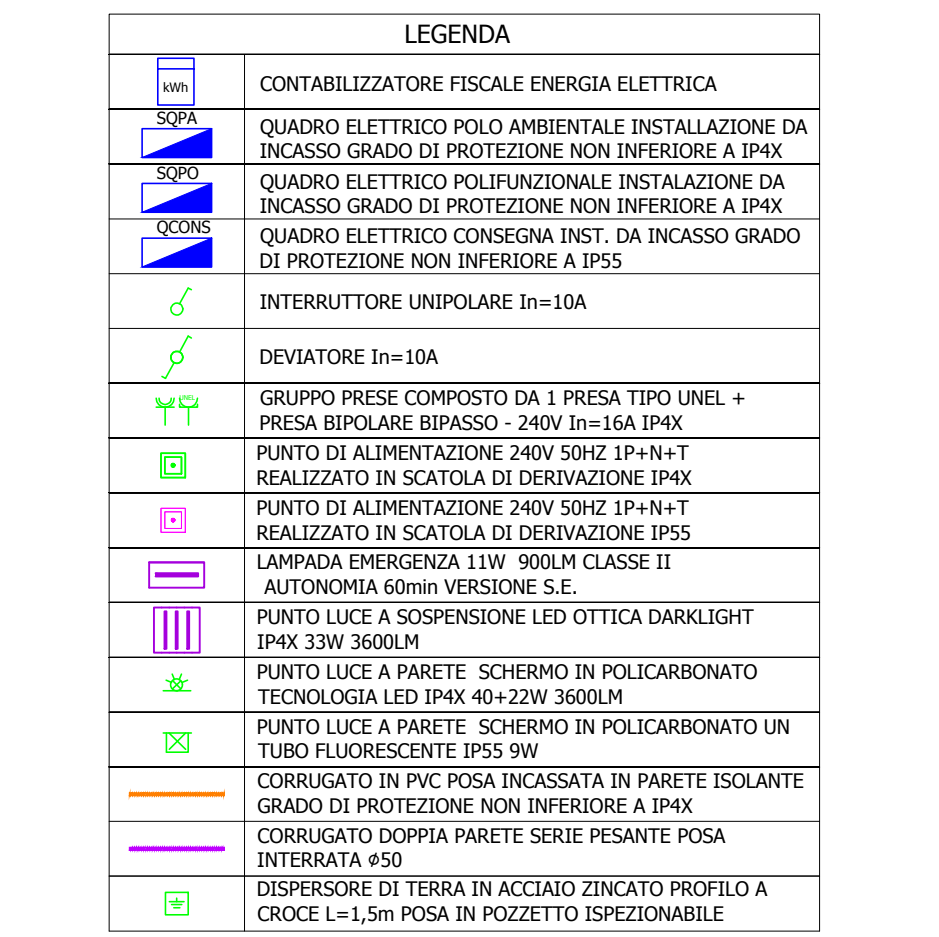 LEGENDA
kWh
CONTABILIZZATORE FISCALE ENERGIA ELETTRICA
SQPA
QUADRO ELETTRICO POLO AMBIENTALE INSTALLAZIONE DA
INCASSO GRADO DI PROTEZIONE NON INFERIORE A IP4X
SQPO
QUADRO ELETTRICO POLIFUNZIONALE INSTALAZIONE DA
INCASSO GRADO DI PROTEZIONE NON INFERIORE A IP4X
QCONS
QUADRO ELETTRICO CONSEGNA INST. DA INCASSO GRADO
DI PROTEZIONE NON INFERIORE A IP55
INTERRUTTORE UNIPOLARE In=10A
DEVIATORE In=10A
UNEL
GRUPPO PRESE COMPOSTO DA 1 PRESA TIPO UNEL +
PRESA BIPOLARE BIPASSO - 240V In=16A IP4X
PUNTO DI ALIMENTAZIONE 240V 50HZ 1P+N+T
REALIZZATO IN SCATOLA DI DERIVAZIONE IP4X
PUNTO DI ALIMENTAZIONE 240V 50HZ 1P+N+T
REALIZZATO IN SCATOLA DI DERIVAZIONE IP55
LAMPADA EMERGENZA 11W 900LM CLASSE II
AUTONOMIA 60min VERSIONE S.E.
PUNTO LUCE A SOSPENSIONE LED OTTICA DARKLIGHT
IP4X 33W 3600LM
PUNTO LUCE A PARETE SCHERMO IN POLICARBONATO
TECNOLOGIA LED IP4X 40+22W 3600LM
PUNTO LUCE A PARETE SCHERMO IN POLICARBONATO UN
TUBO FLUORESCENTE IP55 9W
CORRUGATO IN PVC POSA INCASSATA IN PARETE ISOLANTE
GRADO DI PROTEZIONE NON INFERIORE A IP4X
CORRUGATO DOPPIA PARETE SERIE PESANTE POSA
INTERRATA ∅50
DISPERSORE DI TERRA IN ACCIAIO ZINCATO PROFILO A
CROCE L=1,5m POSA IN POZZETTO ISPEZIONABILE